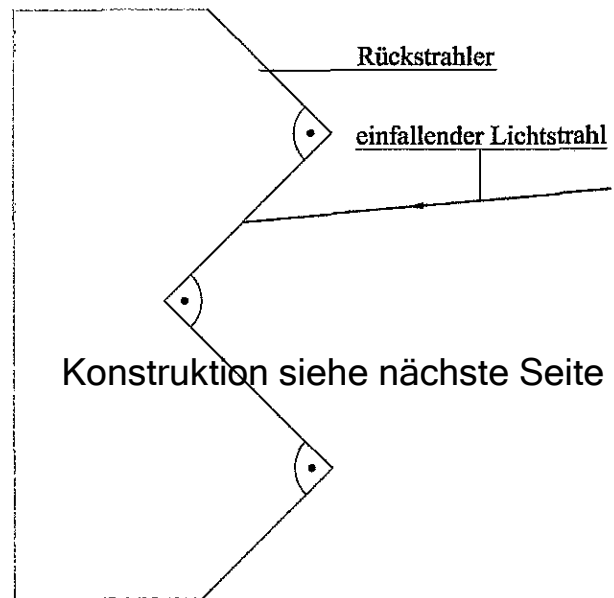 Rückstrahler
einfallender Lichtstrahl
Konstruktion siehe nächste Seite